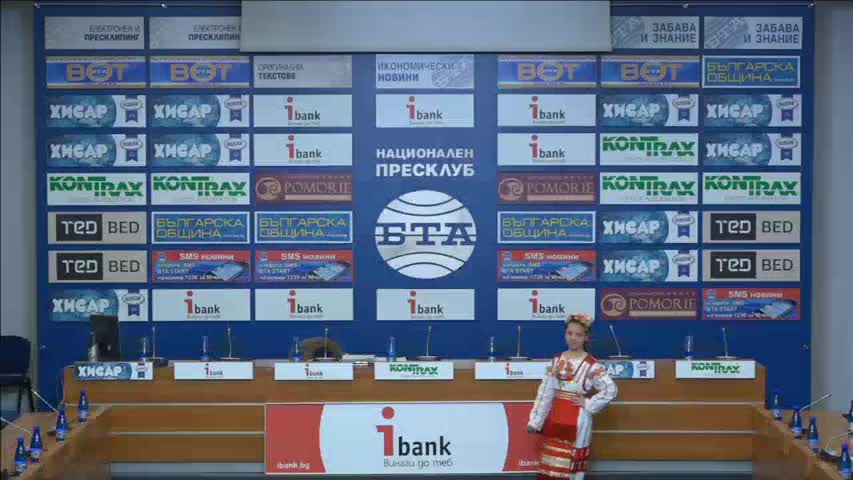 ЕЛЕКТРОНЕН И
ПРЕСКЛИПИНГ
ЕЛЕКТРОНЕН И
ПРЕСКЛИПИНГ
ЗАБАВА
И ЗНАНИЕ
ЗАБАВА
И ЗНАНИЕ
ВОТ
ВОТ
ОРИГИНАЛНИ
ТЕКСТОВЕ
ИКОНОМИЧЕСКИ
НОВИНИ
ВОТ
ВОТ
БЪЛГАРСКА
ОБЩИНА
ХИСАР
ХИСАР
ibank
ibank
ibank
ХИСАР
ХИСАР
ХИСАР
ХИСАР
ibank
НАЦИОНАЛЕН
ПРЕСКЛУБ
ibank
KONTRAX
ХИСАР
KONTRAX
KONTRAX
POMORIE
POMORIE
KONTRAX
KONTRAX
TED BED
БЪЛГАРСКА
ОБЩИНА
БЪЛГАРСКА
ОБЩИНА
БТА
БЪЛГАРСКА
ОБЩИНА
ХИСАР
TED BED
TED BED
SMS новини
SMS новини
SMS новини
ХИСАР
TED BED
ХИСАР
ibank
ibank
ibank
ibank
POMORIE
SMS новини
ХИСАР
ibank
ibank
KONTRAX
ibank
ХИСАР
KONTRAX
ibank
Винаги до теб
ibank.bg